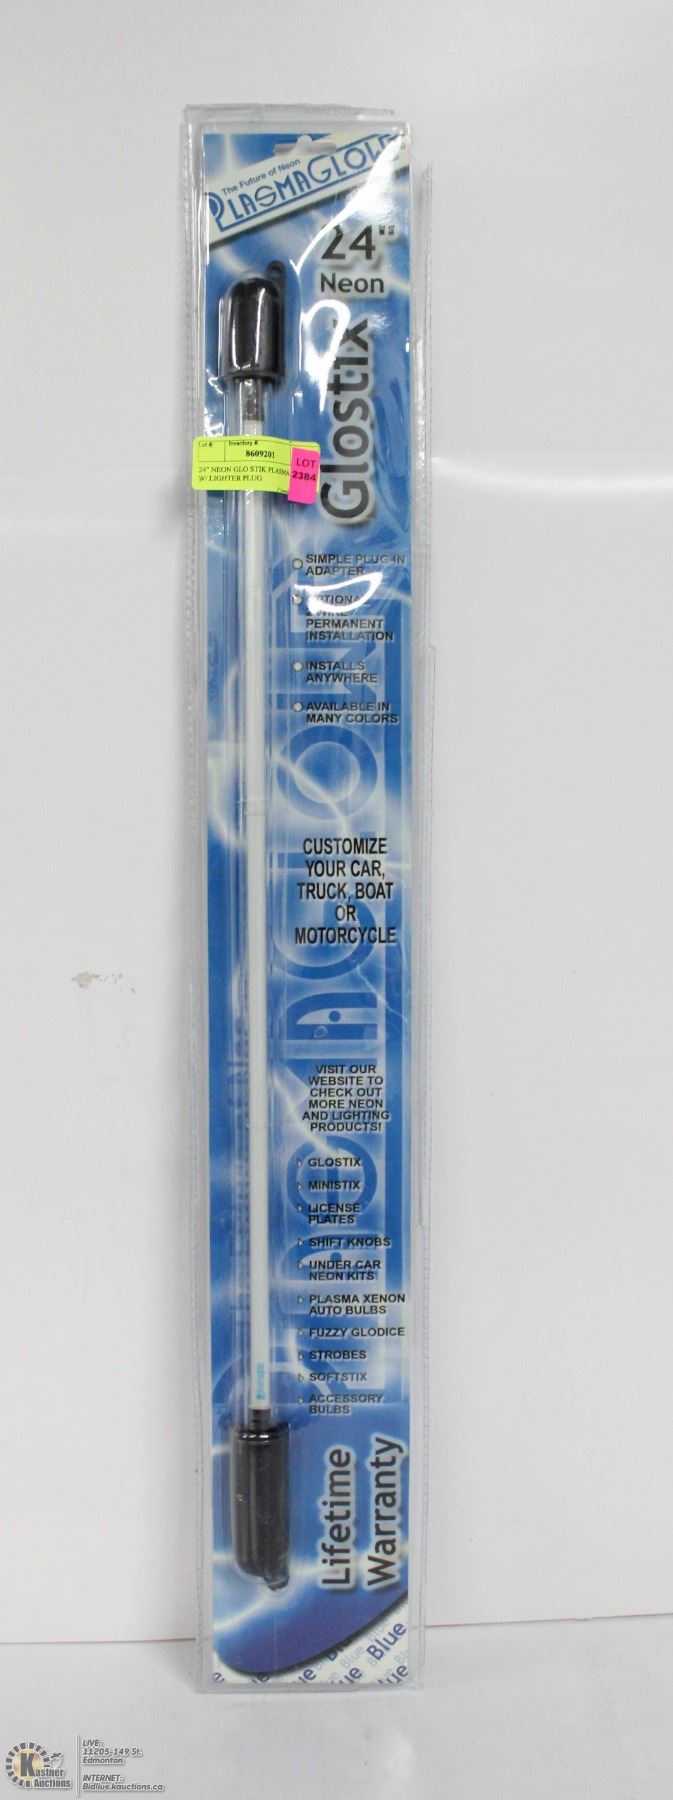 The Future of Neon
PLASMAGLOW
24"
Neon
Glostix
Lot #:
Inventory #:
8609201
LOT
2384
24" NEON GLO STIK PLASMA
W/ LIGHTER PLUG
SIMPLE PLUG-IN
ADAPTER
OPTIONAL
2-WIRE
PERMANENT
INSTALLATION
INSTALLS
ANYWHERE
AVAILABLE IN
MANY COLORS
CUSTOMIZE
YOUR CAR,
TRUCK, BOAT
OR
MOTORCYCLE
VISIT OUR
WEBSITE TO
CHECK OUT
MORE NEON
AND LIGHTING
PRODUCTS!
GLOSTIX
MINISTIX
LICENSE
PLATES
SHIFT KNOBS
UNDER CAR
NEON KITS
PLASMA XENON
AUTO BULBS
FUZZY GLODICE
STROBES
SOFTSTIX
ACCESSORY
BULBS
Lifetime
Warranty
Blue
Kastner
Auctions
LIVE:
11205-149 St.
Edmonton
INTERNET:
Bidlive.kauctions.ca